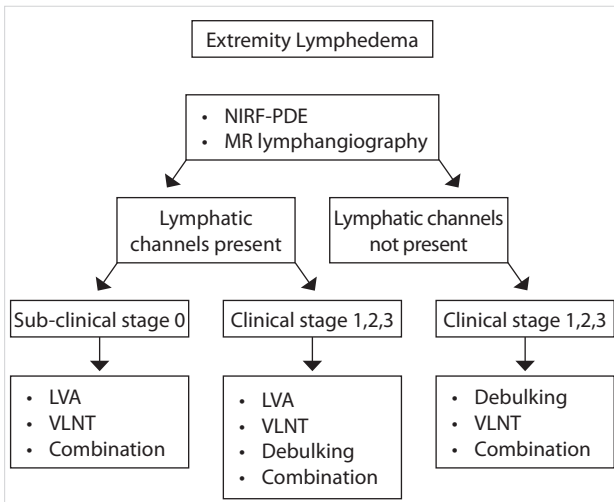 Extremity Lymphedema
• NIRF-PDE
• MR lymphangiography
Lymphatic
channels present
Lymphatic channels
not present
Sub-clinical stage 0
Clinical stage 1,2,3
Clinical stage 1,2,3
• LVA
• VLNT
• Combination
• LVA
• VLNT
• Debulking
• Combination
• Debulking
• VLNT
• Combination